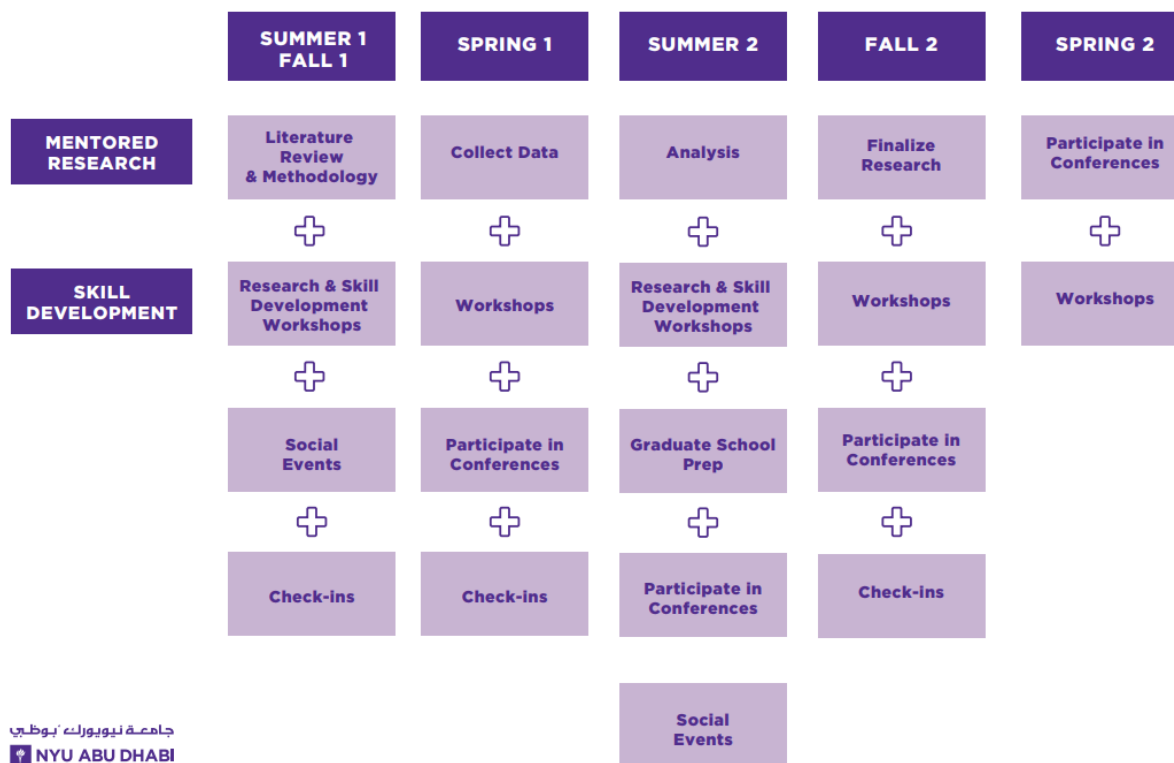 SUMMER 1
FALL 1
SPRING 1
SUMMER 2
FALL 2
SPRING 2
MENTORED
RESEARCH
Literature
Review
& Methodology
Collect Data
Analysis
Finalize
Research
Participate in
Conferences
SKILL
DEVELOPMENT
Research & Skill
Development
Workshops
Workshops
Research & Skill
Development
Workshops
Workshops
Workshops
Social
Events
Participate in
Conferences
Graduate School
Prep
Participate in
Conferences
Check-ins
Check-ins
Participate in
Conferences
Check-ins
Social
Events
جامعة نيويورك أبوظبي
NYU ABU DHABI